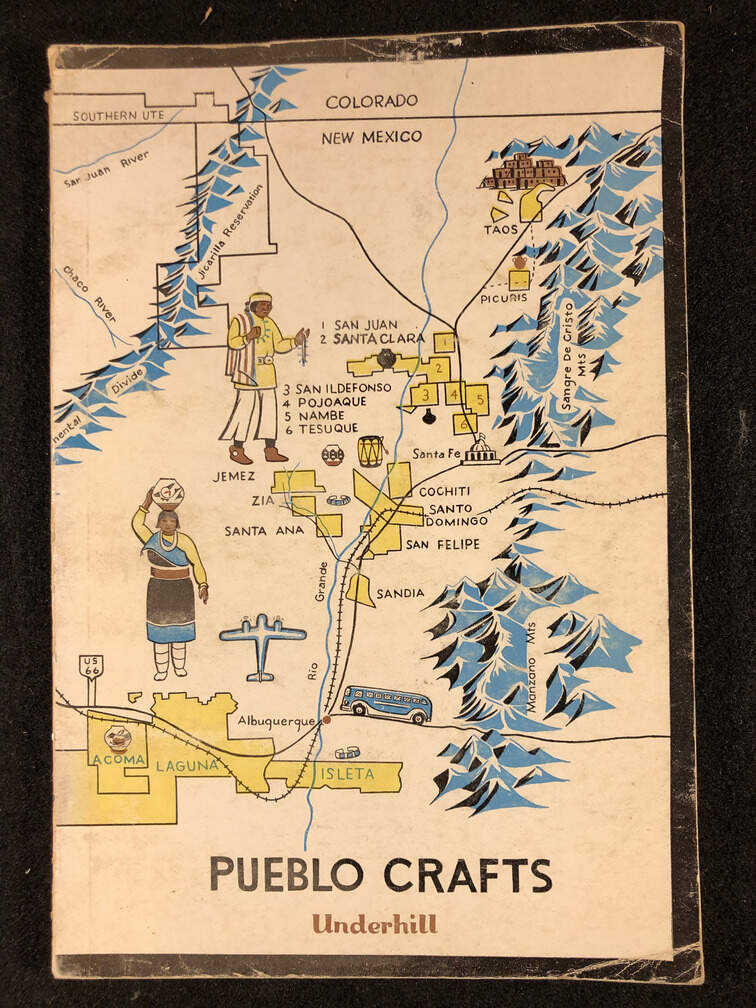 COLORADO
SOUTHERN UTE
NEW MEXICO
San Juan River
Jicarilla Reservation
TAOS
Chaco River
PICURIS
1 SAN JUAN
2 SANTA CLARA
1
2
3 SAN ILDEFONSO
4 POJOAQUE
5 NAMBE
6 TESUQUE
3
4
5
6
Sangre De Cristo
Mts
nental Divide
Santa Fe
JEMEZ
COCHITI
ZIA
SANTO
DOMINGO
SANTA ANA
SAN FELIPE
SANDIA
Rio Grande
Manzano Mts
US
66
Albuquerque
ACOMA
LAGUNA
ISLETA
PUEBLO CRAFTS
Underhill